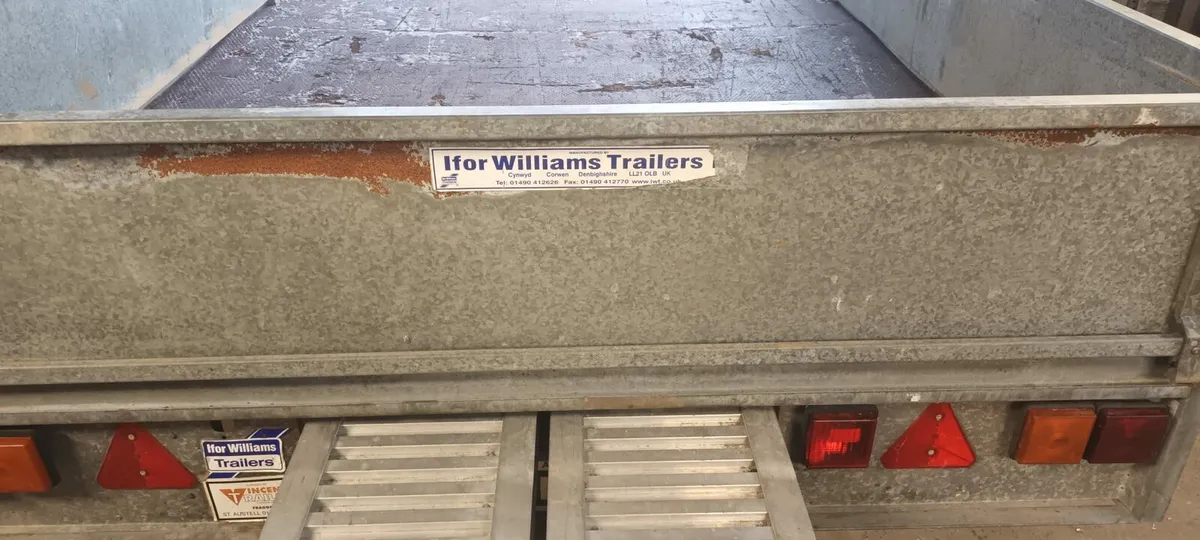 MANUFACTURED BY
Ifor Williams Trailers
Cynwyd Corwen Denbighshire LL21 OLB UK
Tel: 01490 412626 Fax: 01490 412770 www.iwt.co.uk
Ifor Williams
Trailers
ST. AUSTELL